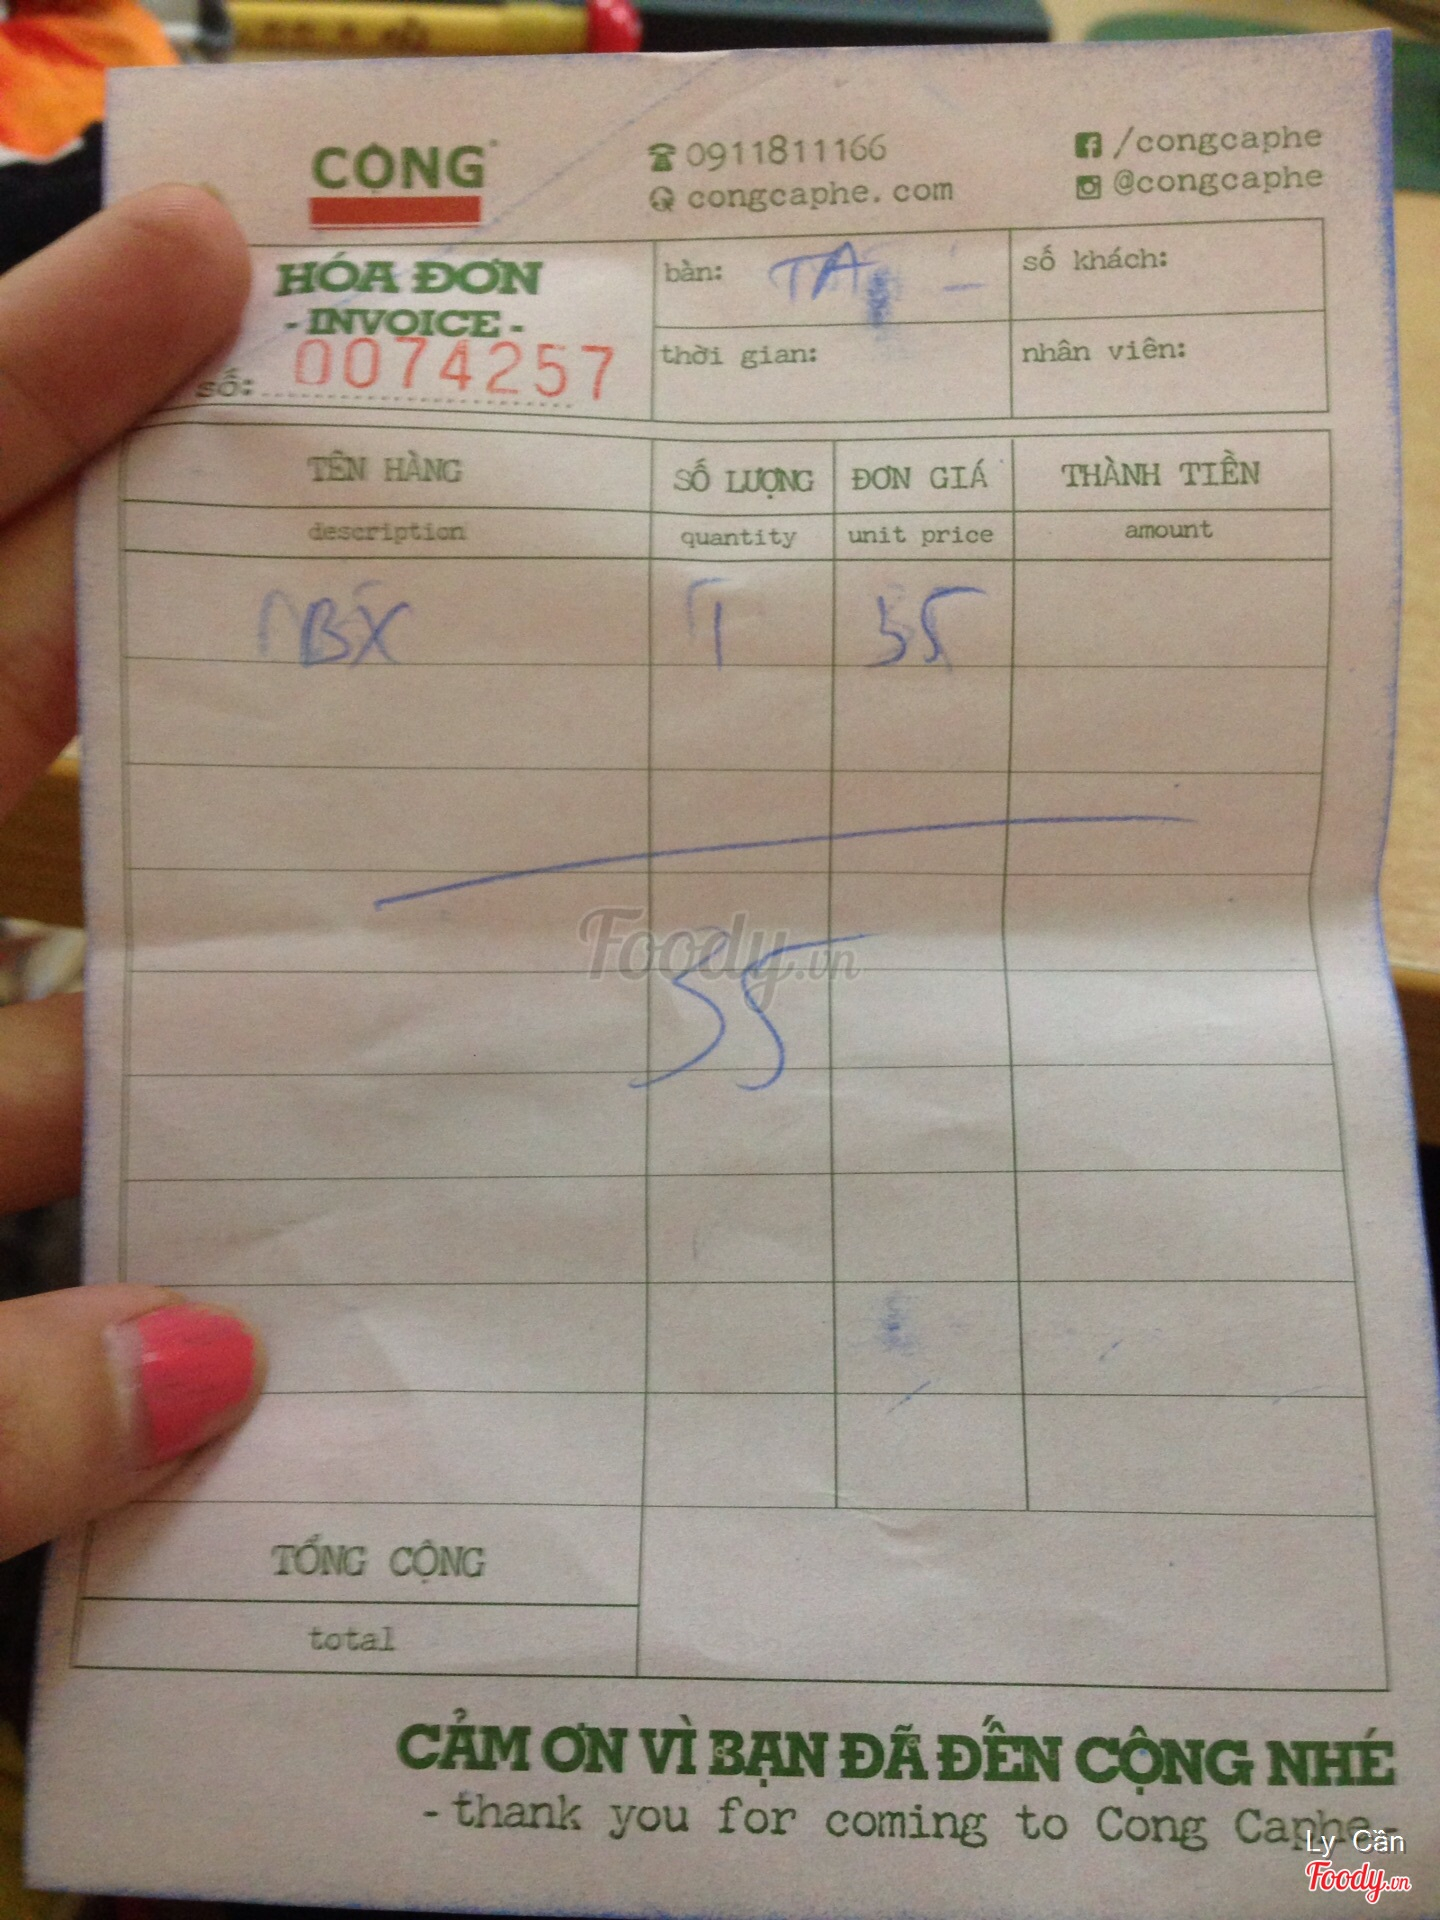 CỘNG
0911811166
congcaphe.com
/congcaphe
@congcaphe
HÓA ĐƠN
- INVOICE -
số: 0074257
bàn: TA
số khách:
thời gian:
nhân viên:
TÊN HÀNG SỐ LƯỢNG ĐƠN GIÁ THÀNH TIỀN
description quantity unit price amount
BX 1 35
35
Foody.vn
TỔNG CỘNG
total
CẢM ƠN VÌ BẠN ĐÃ ĐẾN CỘNG NHÉ
- thank you for coming to Cong Caphe -
Ly Cần
Foody.vn